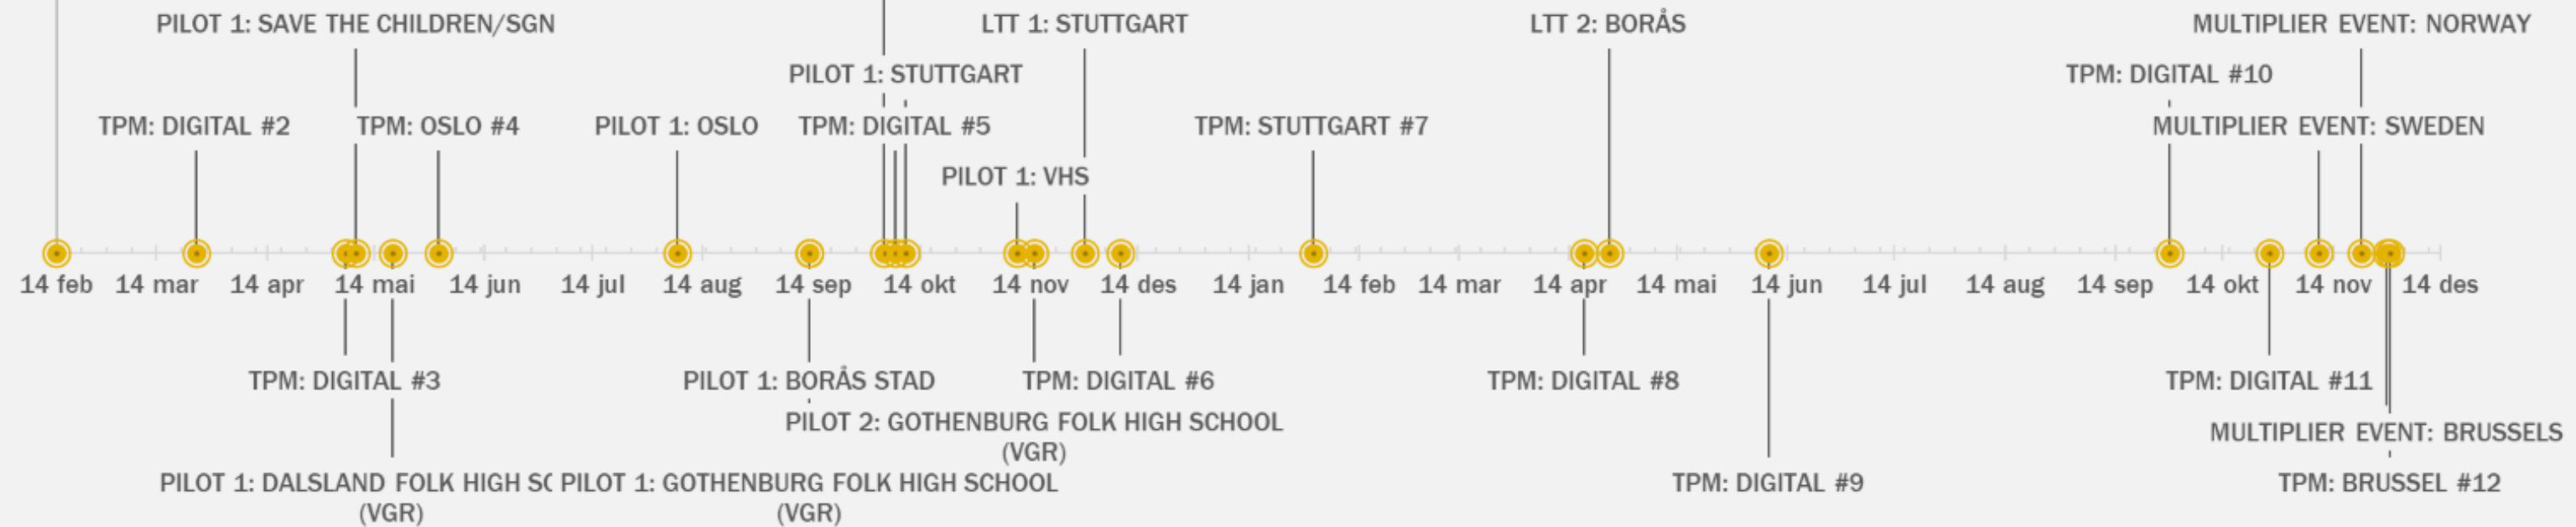 PILOT 1: SAVE THE CHILDREN/SGN
LTT 1: STUTTGART
LTT 2: BORÅS
MULTIPLIER EVENT: NORWAY
PILOT 1: STUTTGART
TPM: DIGITAL #10
TPM: DIGITAL #2
TPM: OSLO #4
PILOT 1: OSLO
TPM: DIGITAL #5
TPM: STUTTGART #7
MULTIPLIER EVENT: SWEDEN
PILOT 1: VHS
14 feb 14 mar 14 apr 14 mai 14 jun 14 jul 14 aug 14 sep 14 okt 14 nov 14 des 14 jan 14 feb 14 mar 14 apr 14 mai 14 jun 14 jul 14 aug 14 sep 14 okt 14 nov 14 des
TPM: DIGITAL #3
PILOT 1: BORÅS STAD
TPM: DIGITAL #6
TPM: DIGITAL #8
TPM: DIGITAL #11
PILOT 2: GOTHENBURG FOLK HIGH SCHOOL
(VGR)
MULTIPLIER EVENT: BRUSSELS
PILOT 1: DALSLAND FOLK HIGH SC
(VGR)
PILOT 1: GOTHENBURG FOLK HIGH SCHOOL
(VGR)
TPM: DIGITAL #9
TPM: BRUSSEL #12